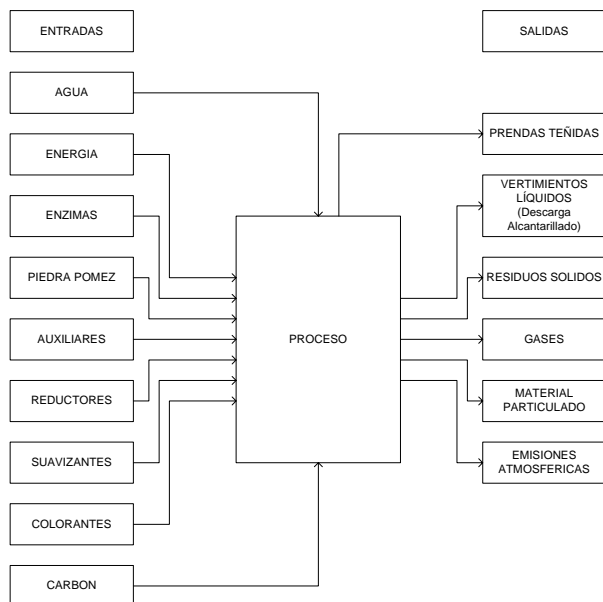 ENTRADAS
SALIDAS
AGUA
ENERGIA
ENZIMAS
PIEDRA POMEZ
AUXILIARES
REDUCTORES
SUAVIZANTES
COLORANTES
CARBON
PROCESO
PRENDAS TEÑIDAS
VERTIMIENTOS
LÍQUIDOS
(Descarga
Alcantarillado)
RESIDUOS SOLIDOS
GASES
MATERIAL
PARTICULADO
EMISIONES
ATMOSFERICAS